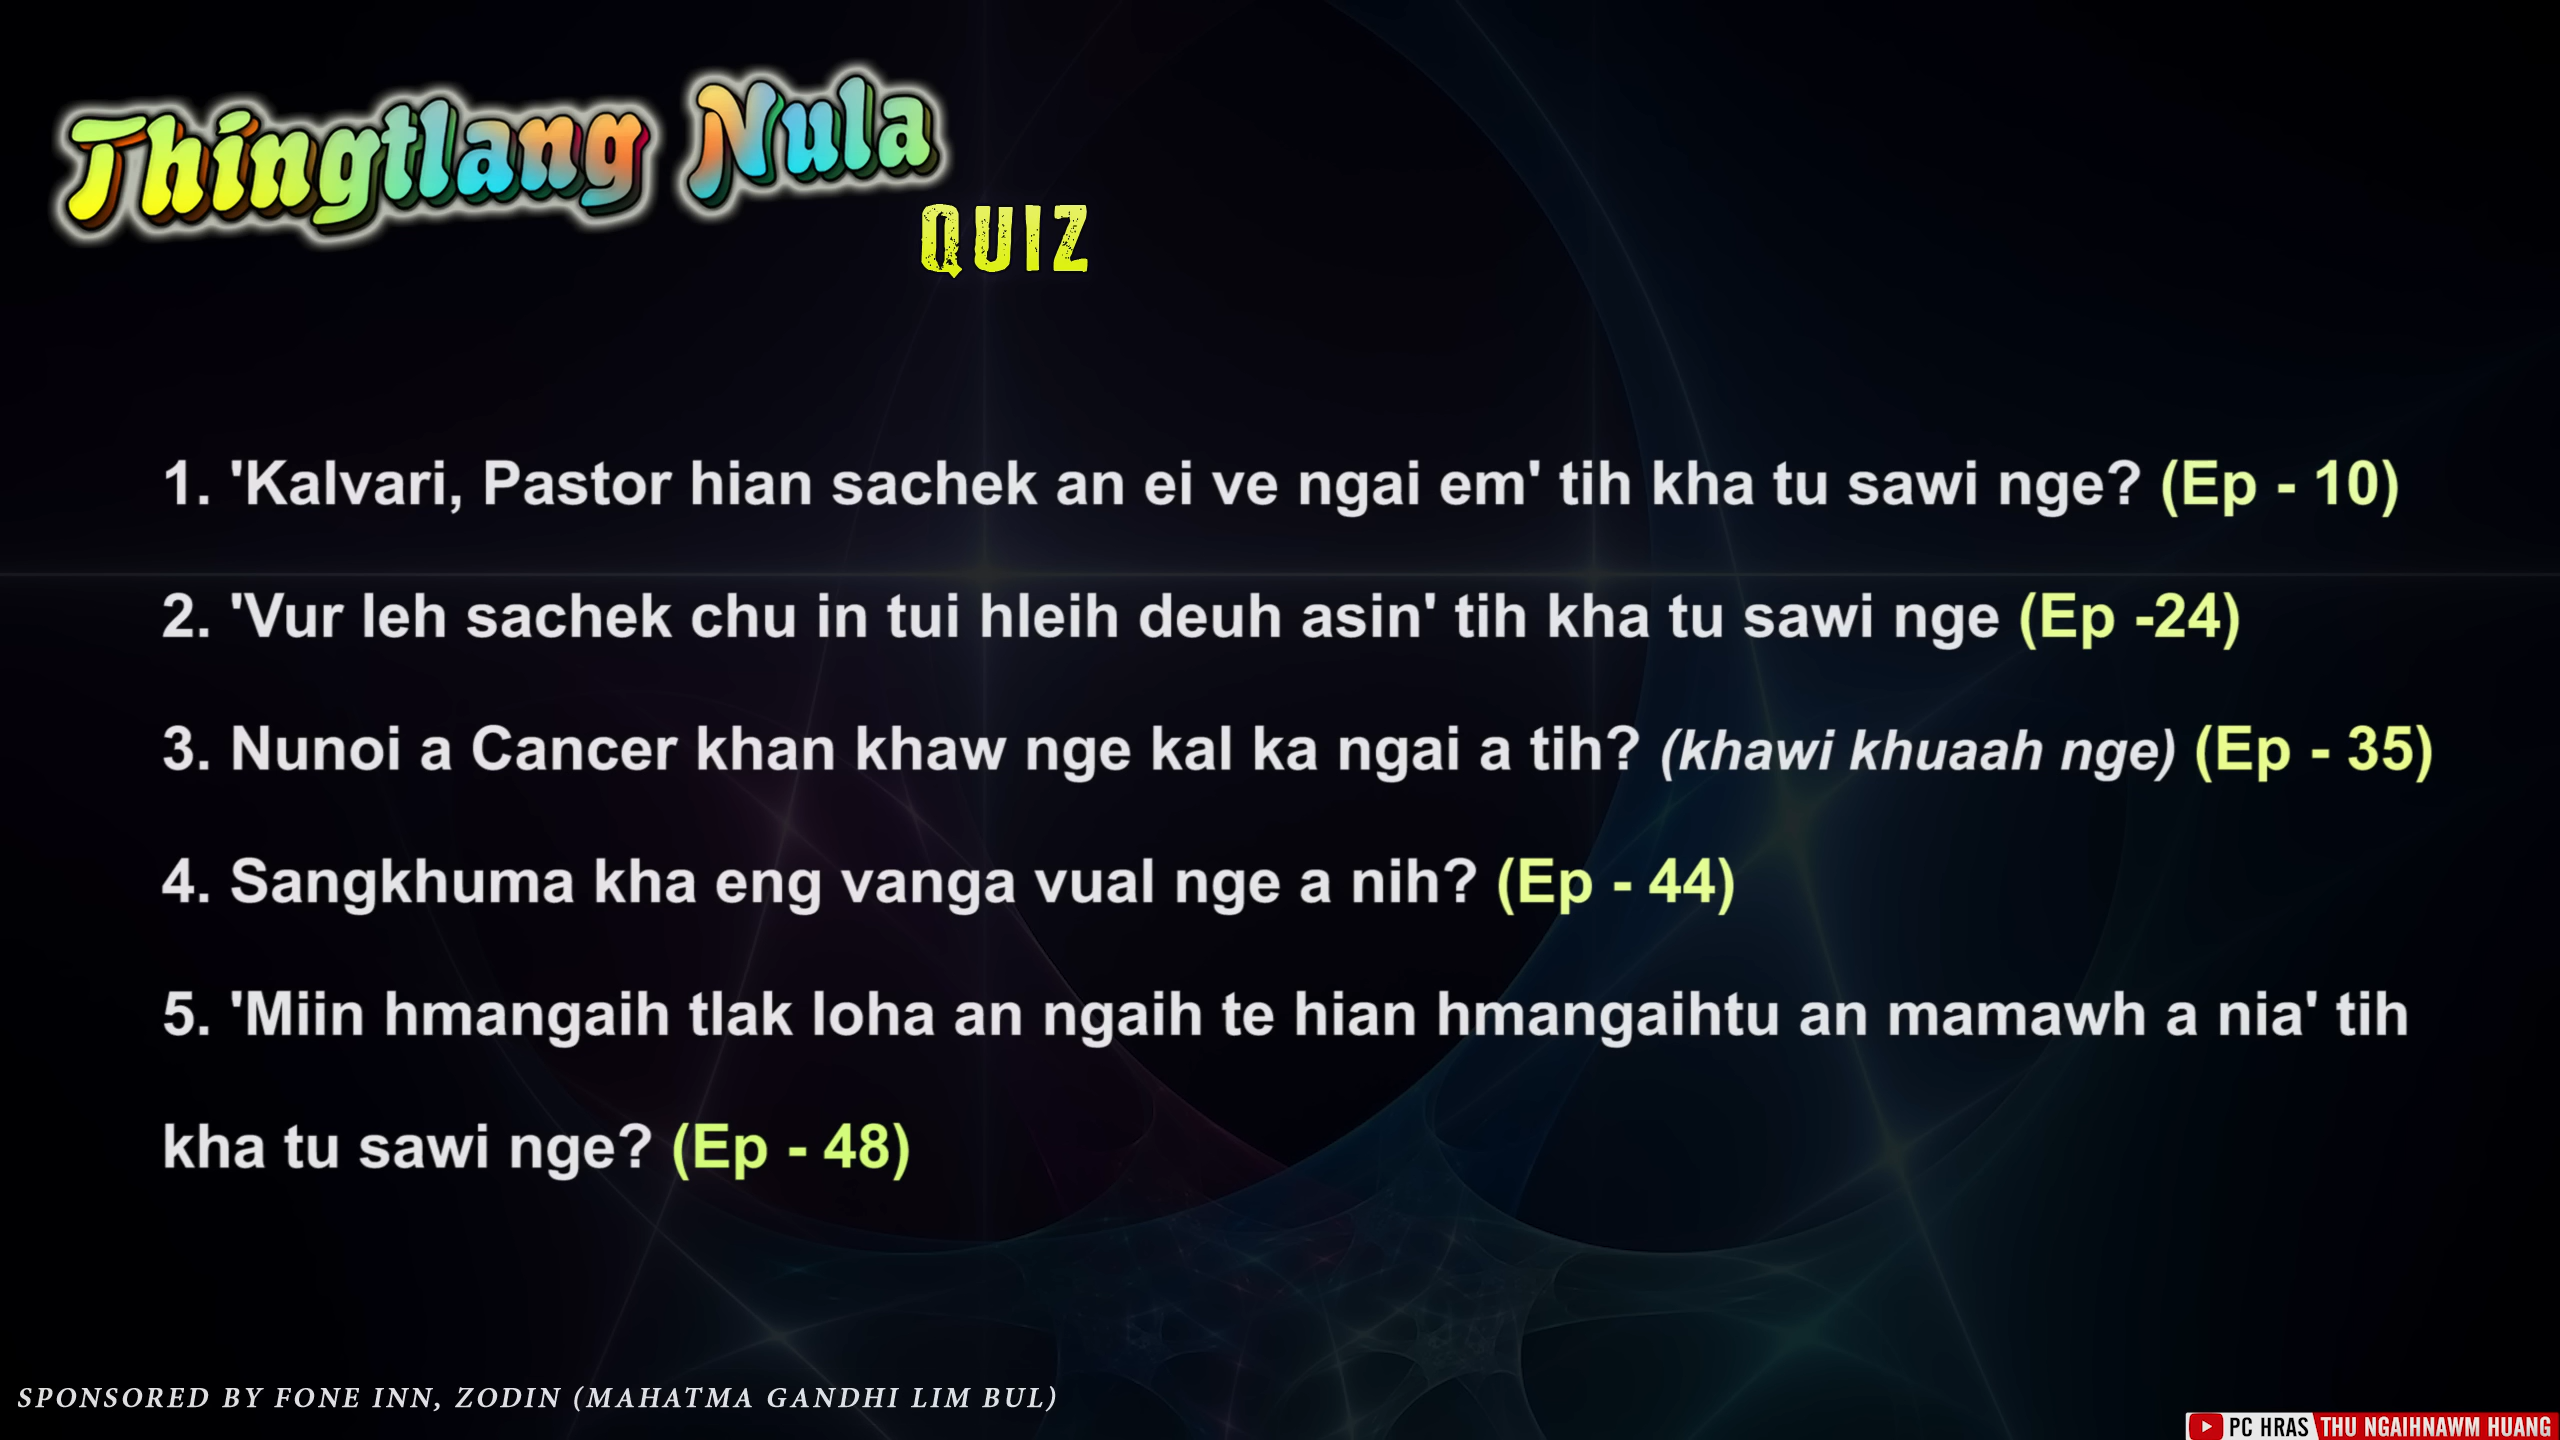 Thingtlang Nula
QUIZ
1. 'Kalvari, Pastor hian sachek an ei ve ngai em' tih kha tu sawi nge? (Ep - 10)
2. 'Vur leh sachek chu in tui hleih deuh asin' tih kha tu sawi nge (Ep -24)
3. Nunoi a Cancer khan khaw nge kal ka ngai a tih? (khawi khuaah nge) (Ep - 35)
4. Sangkhuma kha eng vanga vual nge a nih? (Ep - 44)
5. 'Miin hmangaih tlak loha an ngaih te hian hmangaihtu an mamawh a nia' tih
kha tu sawi nge? (Ep - 48)
SPONSORED BY FONE INN, ZODIN (MAHATMA GANDHI LIM BUL)
PC HRAS THU NGAIHNAWM HUANG